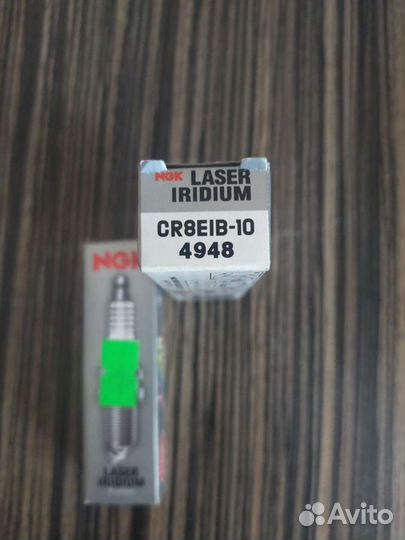 NGK LASER
IRIDIUM
CR8EIB-10
4948
NGK
LASER
IRIDIUM
Avito